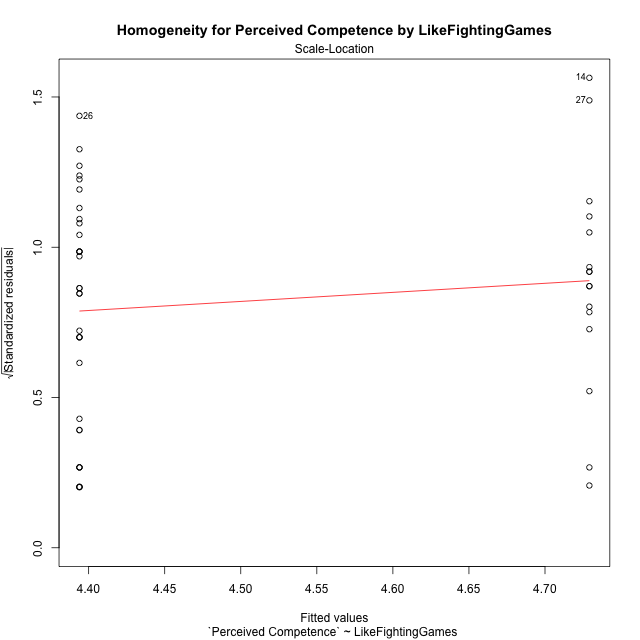 Homogeneity for Perceived Competence by LikeFightingGames
Scale-Location
14
27
26
1.5
1.0
0.5
0.0
√|Standardized residuals|
4.40 4.45 4.50 4.55 4.60 4.65 4.70
Fitted values
`Perceived Competence` ~ LikeFightingGames